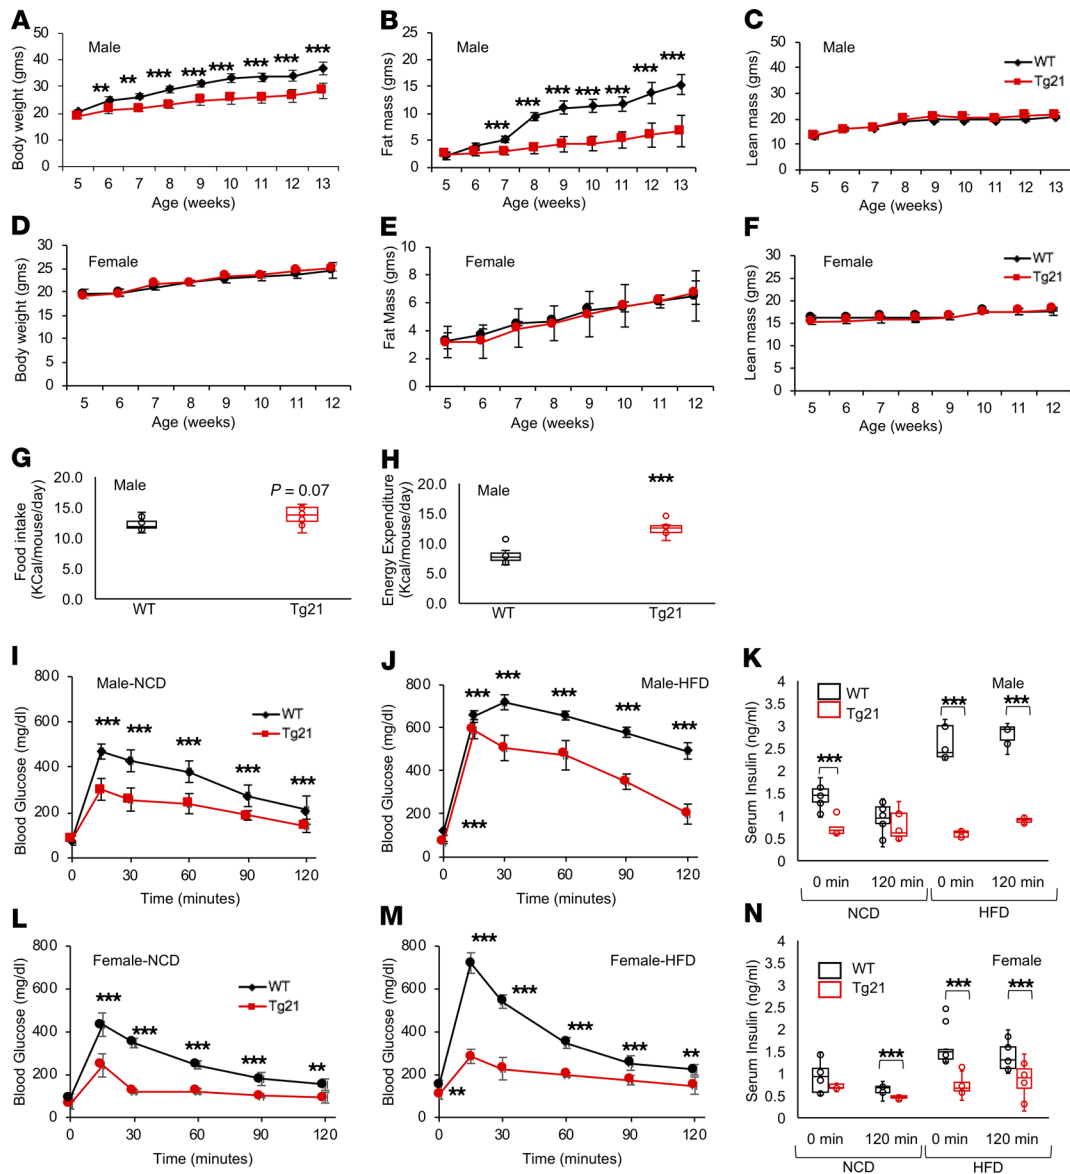 A
Male
Body weight (gms)
50
40
30
20
10
0
** ** *** *** *** *** *** ***
5 6 7 8 9 10 11 12 13
Age (weeks)
B
Male
Fat mass (gms)
25
20
15
10
5
0
*** *** *** *** *** *** ***
5 6 7 8 9 10 11 12 13
Age (weeks)
C
Male
WT
Tg21
Lean mass (gms)
50
40
30
20
10
0
5 6 7 8 9 10 11 12 13
Age (weeks)
D
Female
Body weight (gms)
30
25
20
15
10
5
0
5 6 7 8 9 10 11 12
Age (weeks)
E
Female
Fat Mass (gms)
10
8
6
4
2
0
5 6 7 8 9 10 11 12
Age (weeks)
F
Female
WT
Tg21
Lean mass (gms)
30
25
20
15
10
5
0
5 6 7 8 9 10 11 12
Age (weeks)
G
Male
P = 0.07
Food intake
(KCal/mouse/day)
20.0
15.0
10.0
5.0
0.0
WT Tg21
H
Male
***
Energy Expenditure
(Kcal/mouse/day)
20.0
15.0
10.0
5.0
0.0
WT Tg21
I
Male-NCD
WT
Tg21
Blood Glucose (mg/dl)
800
600
400
200
0
*** *** *** *** ***
0 30 60 90 120
Time (minutes)
J
Male-HFD
Blood Glucose (mg/dl)
800
600
400
200
0
*** *** *** *** ***
***
0 30 60 90 120
Time (minutes)
K
WT
Tg21
Male
Serum Insulin (ng/ml)
4
3.5
3
2.5
2
1.5
1
0.5
0
*** *** ***
0 min 120 min 0 min 120 min
NCD HFD
L
Female-NCD
WT
Tg21
Blood Glucose (mg/dl)
800
600
400
200
0
*** *** *** *** **
0 30 60 90 120
Time (minutes)
M
Female-HFD
Blood Glucose (mg/dl)
800
600
400
200
0
*** *** *** *** **
**
0 30 60 90 120
Time (minutes)
N
WT
Tg21
Female
Serum Insulin (ng/ml)
4
3.5
3
2.5
2
1.5
1
0.5
0
*** *** ***
0 min 120 min 0 min 120 min
NCD HFD